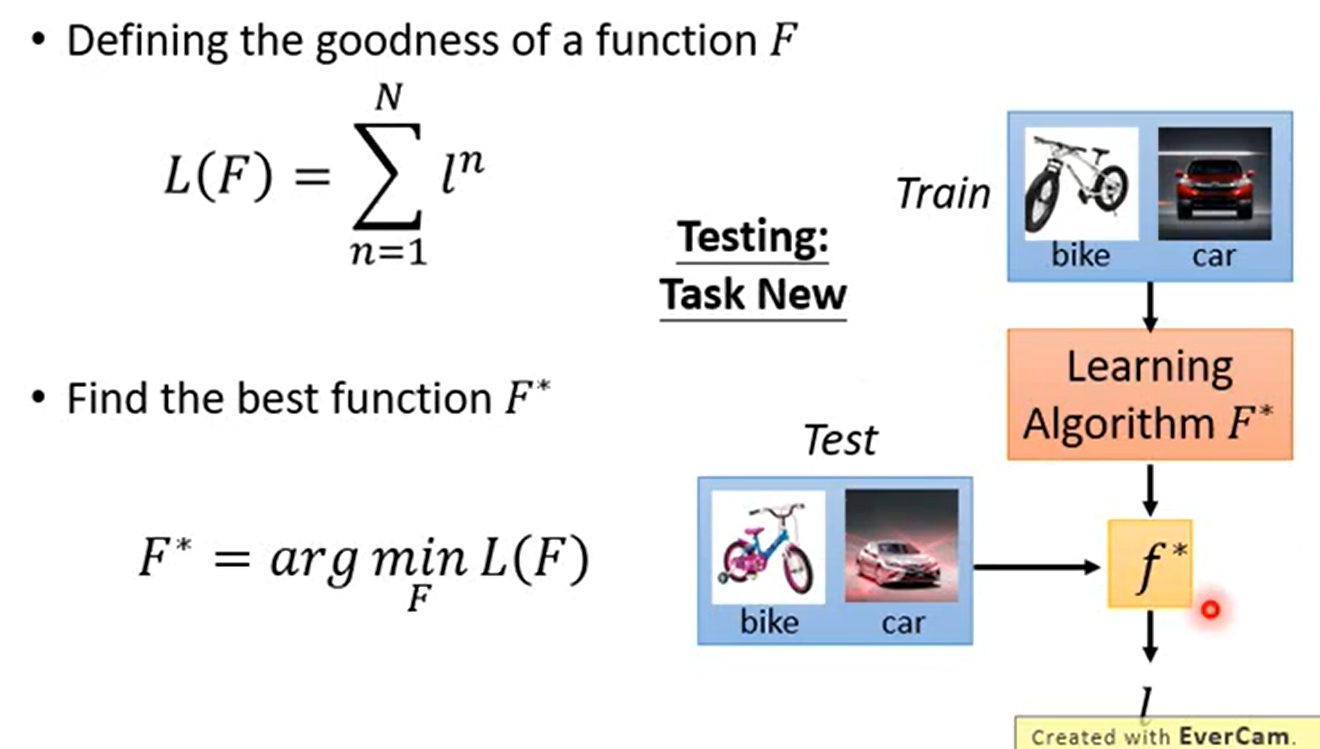 • Defining the goodness of a function F
L(F) = \sum_{n=1}^{N} l^n
Testing:
Task New
• Find the best function F*
F* = arg min_F L(F)
Train
bike car
Learning
Algorithm F*
Test
bike car
f*
l
Created with EverCam.